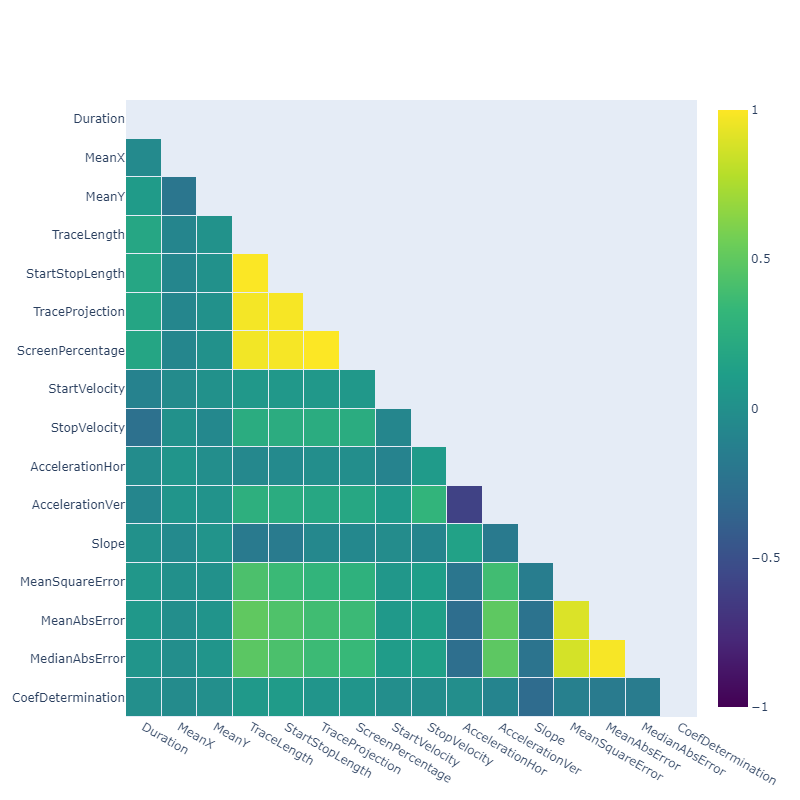 Duration
MeanX
MeanY
TraceLength
StartStopLength
TraceProjection
ScreenPercentage
StartVelocity
StopVelocity
AccelerationHor
AccelerationVer
Slope
MeanSquareError
MeanAbsError
MedianAbsError
CoefDetermination
Duration
MeanX
MeanY
TraceLength
StartStopLength
TraceProjection
ScreenPercentage
StartVelocity
StopVelocity
AccelerationHor
AccelerationVer
Slope
MeanSquareError
MeanAbsError
MedianAbsError
CoefDetermination
1
0.5
0
−0.5
−1